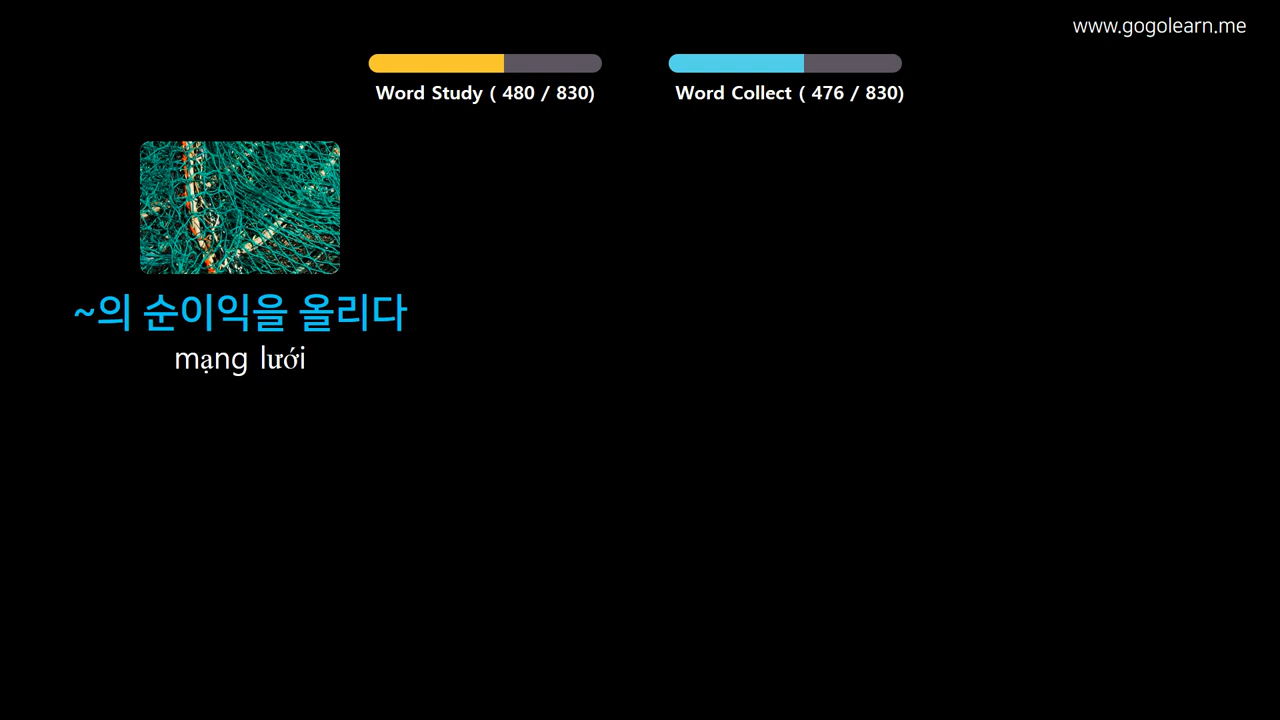 www.gogolearn.me
Word Study ( 480 / 830)
Word Collect ( 476 / 830)
~의 순이익을 올리다
mạng lưới